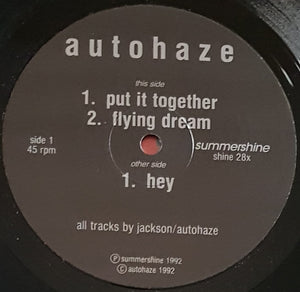 autohaze
this side
1. put it together
2. flying dream
side 1
45 rpm
summershine
shine 28x
other side
1. hey
all tracks by jackson/autohaze
Ⓟ summershine 1992
© autohaze 1992